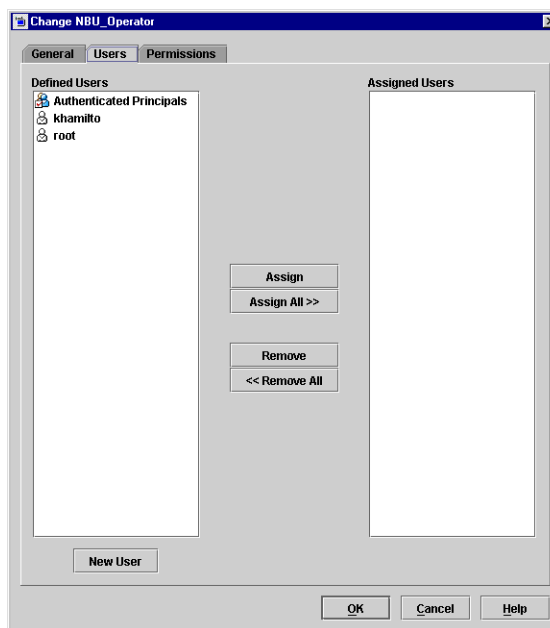 Change NBU_Operator
General Users Permissions
Defined Users
Assigned Users
Authenticated Principals
khamilto
root
Assign
Assign All >>
Remove
<< Remove All
New User
OK Cancel Help